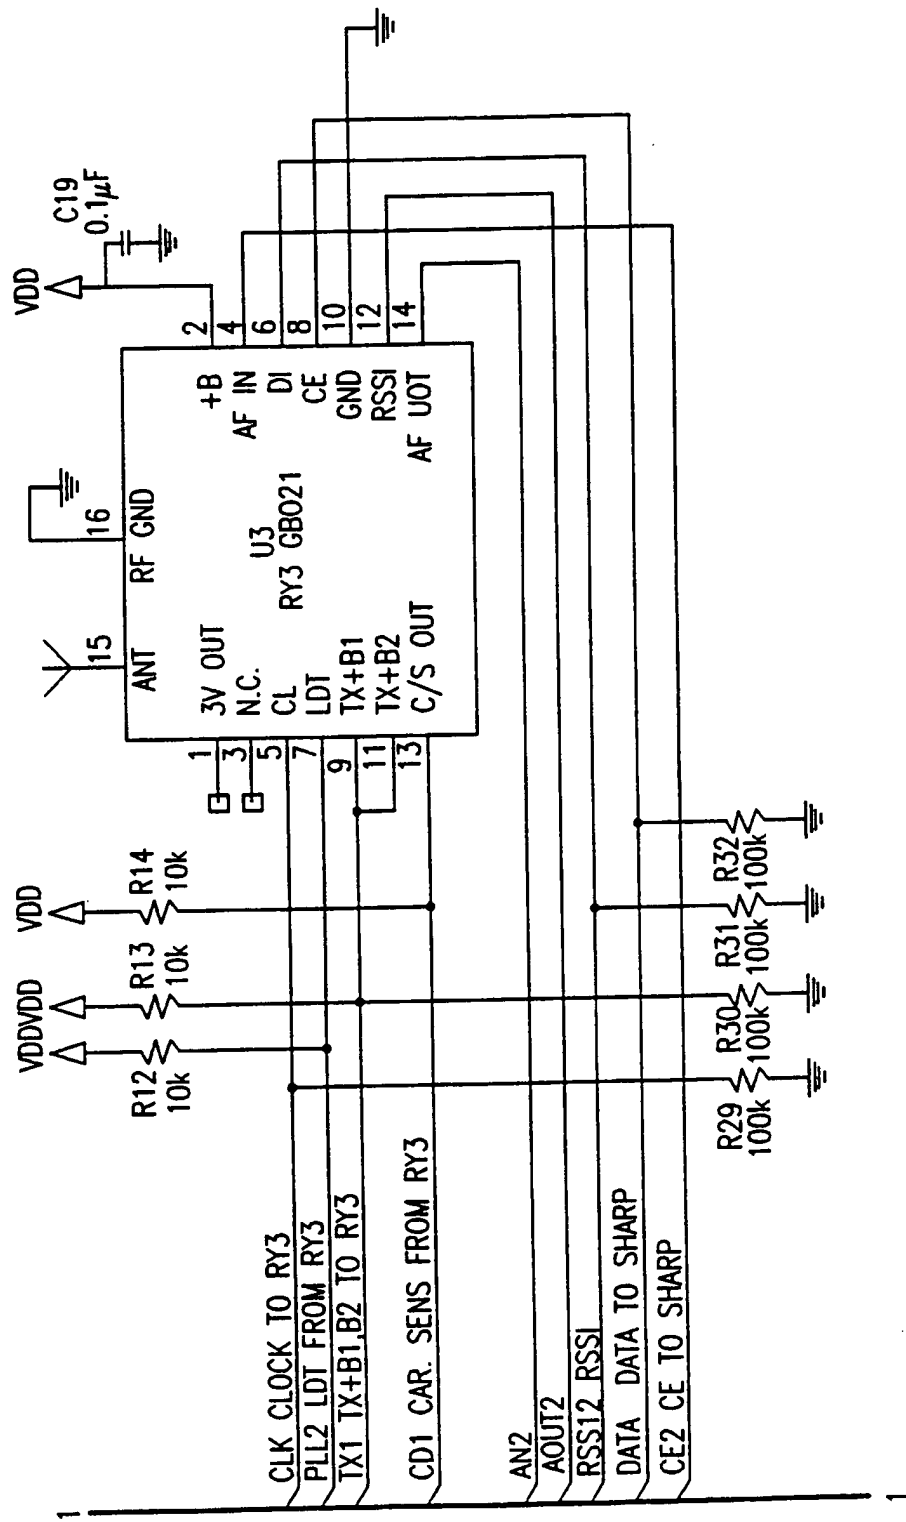 VDD
C19
0.1µF
2
4
6
8
10
12
14
+B
AF IN
DI
CE
GND
RSSI
AF UOT
16
RF GND
U3
RY3 GB021
15
ANT
3V OUT
N.C.
CL
LDT
TX+B1
TX+B2
C/S OUT
1
3
5
7
9
11
13
VDD
R14
10k
VDDVDD
R13
10k
R12
10k
R32
100k
R31
100k
R30
100k
R29
100k
CLK CLOCK TO RY3
PLL2 LDT FROM RY3
TX1 TX+B1,B2 TO RY3
CD1 CAR. SENS FROM RY3
AN2
AOUT2
RSS12 RSSI
DATA DATA TO SHARP
CE2 CE TO SHARP
1
1